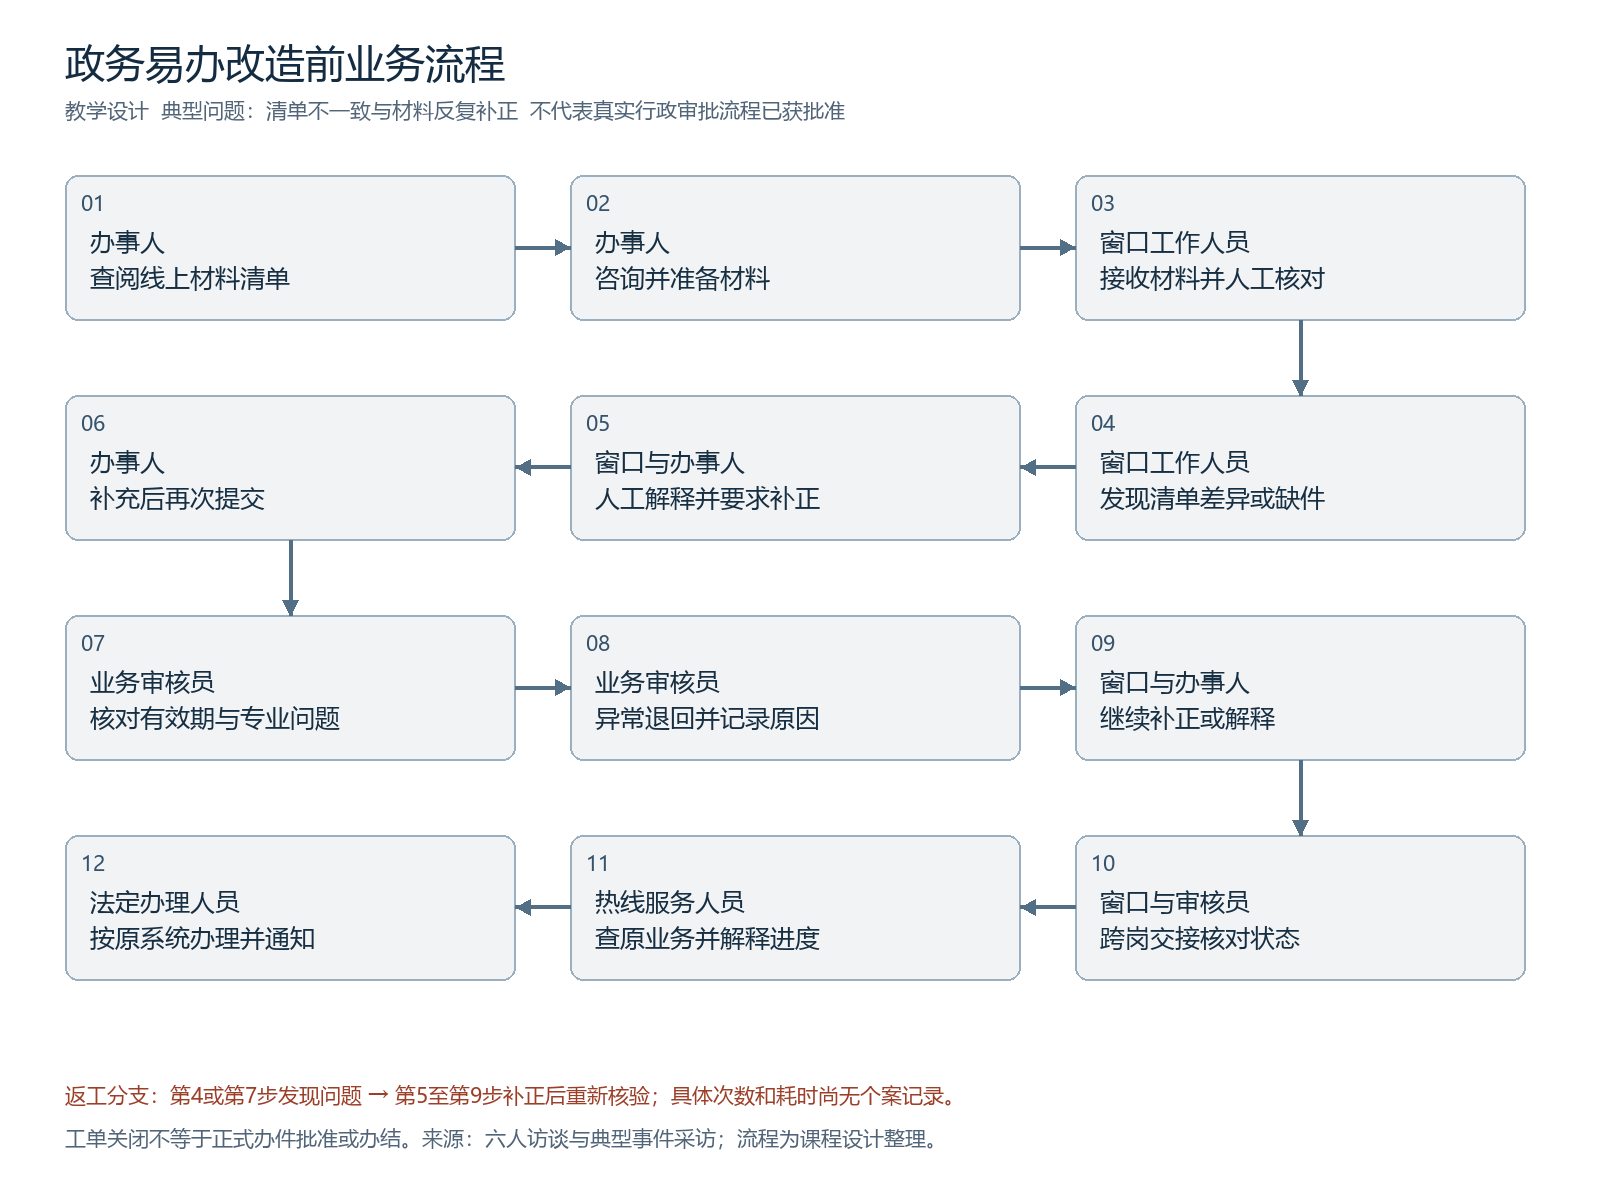 政务易办改造前业务流程
教学设计 典型问题：清单不一致与材料反复补正 不代表真实行政审批流程已获批准
01
办事人
查阅线上材料清单
02
办事人
咨询并准备材料
03
窗口工作人员
接收材料并人工核对
04
窗口工作人员
发现清单差异或缺件
05
窗口与办事人
人工解释并要求补正
06
办事人
补充后再次提交
07
业务审核员
核对有效期与专业问题
08
业务审核员
异常退回并记录原因
09
窗口与办事人
继续补正或解释
10
窗口与审核员
跨岗交接核对状态
11
热线服务人员
查原业务并解释进度
12
法定办理人员
按原系统办理并通知
返工分支：第4或第7步发现问题 → 第5至第9步补正后重新核验；具体次数和耗时尚无个案记录。
工单关闭不等于正式办件批准或办结。来源：六人访谈与典型事件采访；流程为课程设计整理。